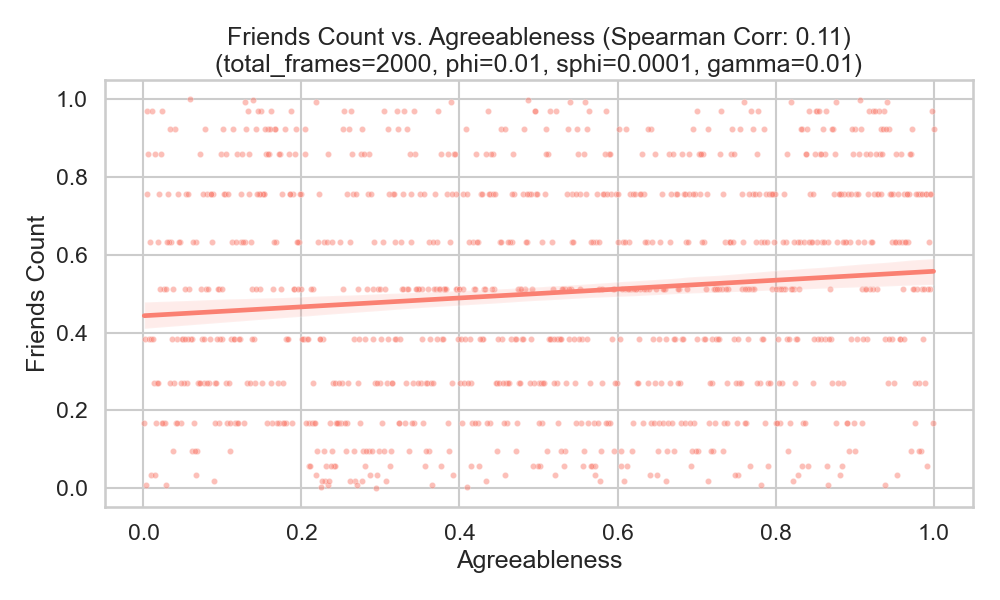 Friends Count vs. Agreeableness (Spearman Corr: 0.11)
(total_frames=2000, phi=0.01, sphi=0.0001, gamma=0.01)
1.0
0.8
0.6
0.4
0.2
0.0
Friends Count
0.0 0.2 0.4 0.6 0.8 1.0
Agreeableness